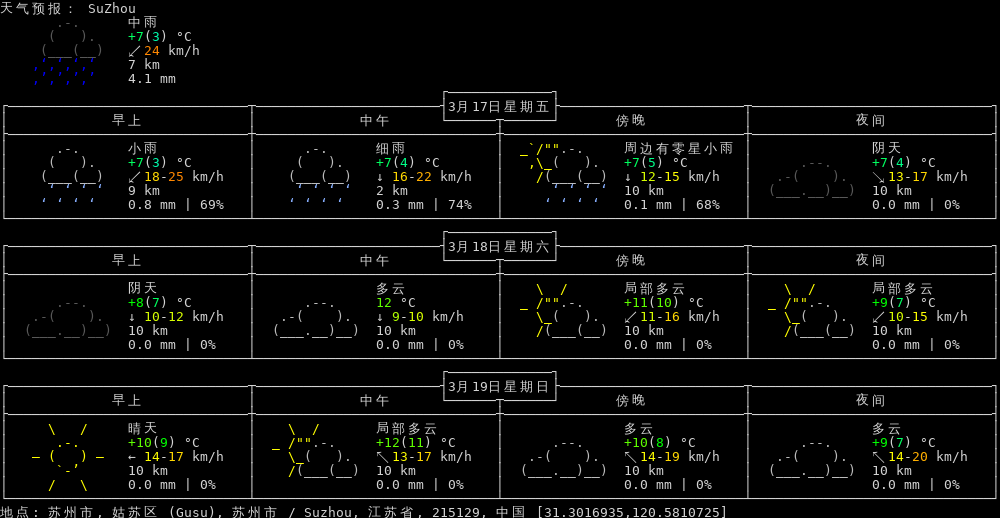 天气预报: SuZhou
中雨
+7(3) °C
↙ 24 km/h
7 km
4.1 mm
3月17日星期五
早上 中午 傍晚 夜间
小雨 细雨 周边有零星小雨 阴天
+7(3) °C +7(4) °C +7(5) °C +7(4) °C
↙ 18-25 km/h ↓ 16-22 km/h ↓ 12-15 km/h ↘ 13-17 km/h
9 km 2 km 10 km 10 km
0.8 mm | 69% 0.3 mm | 74% 0.1 mm | 68% 0.0 mm | 0%
3月18日星期六
早上 中午 傍晚 夜间
阴天 多云 局部多云 局部多云
+8(7) °C 12 °C +11(10) °C +9(7) °C
↓ 10-12 km/h ↓ 9-10 km/h ↙ 11-16 km/h ↙ 10-15 km/h
10 km 10 km 10 km 10 km
0.0 mm | 0% 0.0 mm | 0% 0.0 mm | 0% 0.0 mm | 0%
3月19日星期日
早上 中午 傍晚 夜间
晴天 局部多云 多云 多云
+10(9) °C +12(11) °C +10(8) °C +9(7) °C
← 14-17 km/h ↖ 13-17 km/h ↖ 14-19 km/h ↖ 14-20 km/h
10 km 10 km 10 km 10 km
0.0 mm | 0% 0.0 mm | 0% 0.0 mm | 0% 0.0 mm | 0%
地点: 苏州市, 姑苏区 (Gusu), 苏州市 / Suzhou, 江苏省, 215129, 中国 [31.3016935,120.5810725]